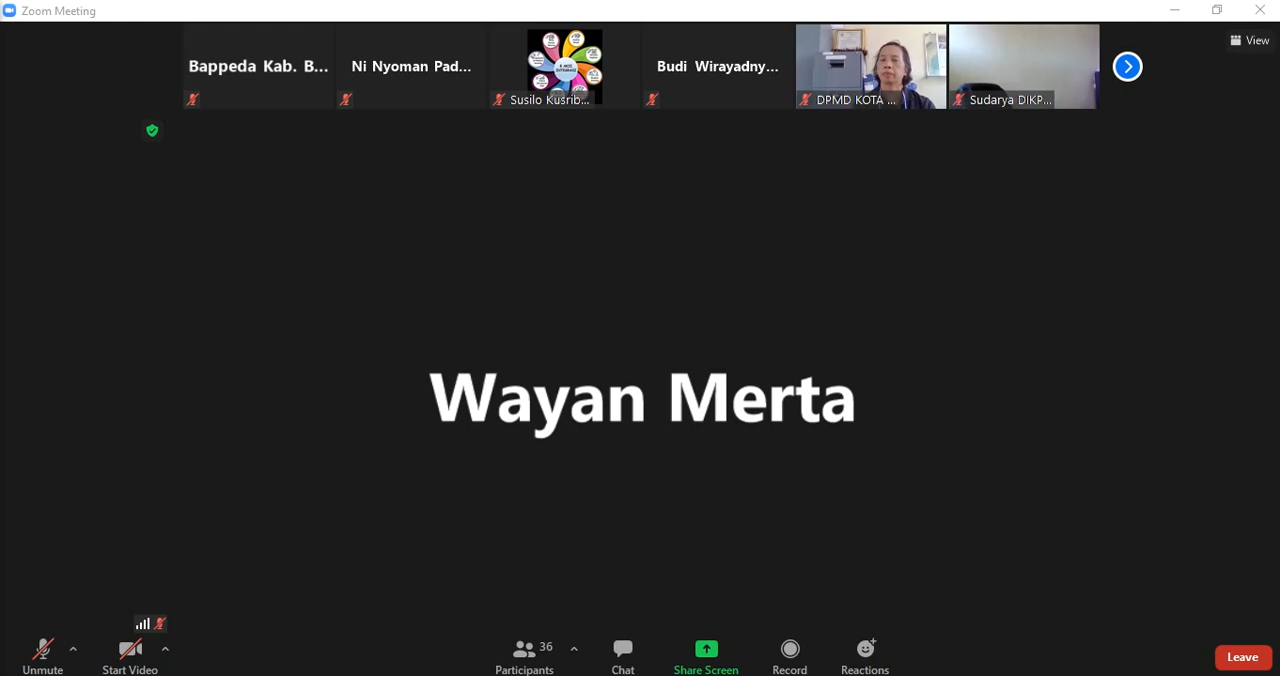 Zoom Meeting
View
Bappeda Kab. B...
Ni Nyoman Pad...
Susilo Kusrib...
Budi Wirayadny...
DPMD KOTA ...
Sudarya DIKP...
Wayan Merta
Unmute
Start Video
36
Participants
Chat
Share Screen
Record
Reactions
Leave